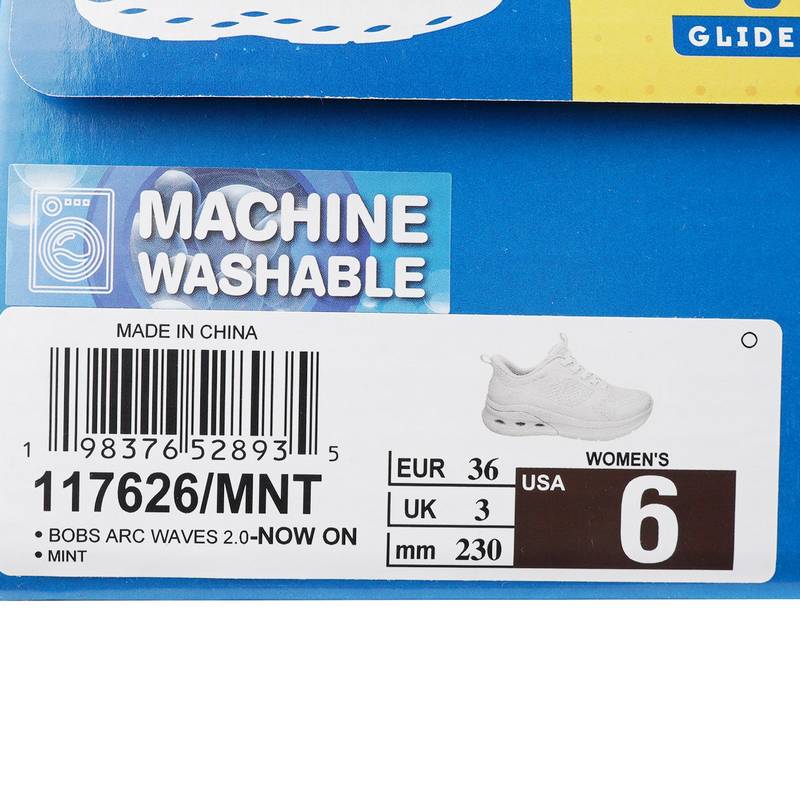 GLIDE
MACHINE
WASHABLE
MADE IN CHINA
1 98376 52893 5
117626/MNT
• BOBS ARC WAVES 2.0-NOW ON
• MINT
EUR 36
UK 3
mm 230
WOMEN'S
USA 6